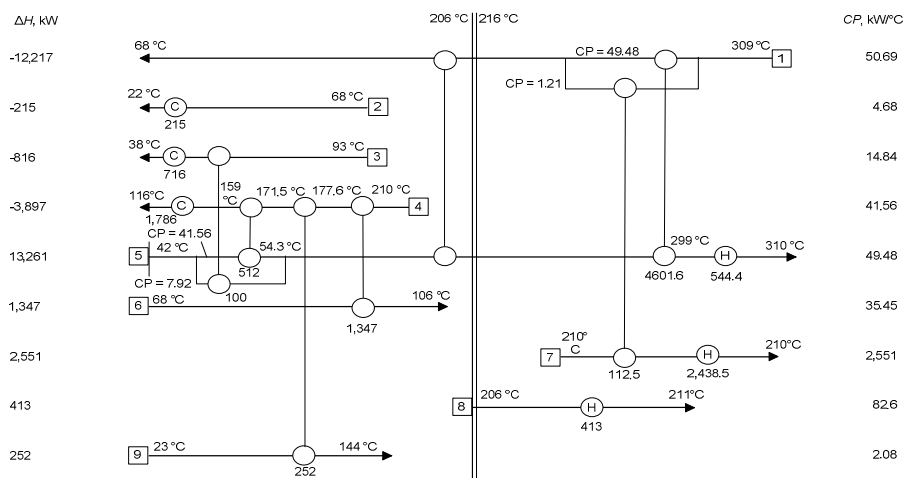 ΔH, kW
206 °C 216 °C
CP, kW/°C
-12,217
68 °C
CP = 49.48
309 °C
1
50.69
CP = 1.21
-215
22 °C
C
215
68 °C
2
4.68
-816
38 °C
C
716
93 °C
3
14.84
-3,897
116°C
C
1,786
159 °C
171.5 °C
177.6 °C
210 °C
4
41.56
CP = 41.56
13,261
5
42 °C
512
54.3 °C
299 °C
4601.6
H
544.4
310 °C
49.48
CP = 7.92
100
1,347
6
68 °C
1,347
106 °C
35.45
2,551
7
210° C
112.5
H
2,438.5
210°C
2,551
413
8
206 °C
H
413
211°C
82.6
252
9
23 °C
252
144 °C
2.08